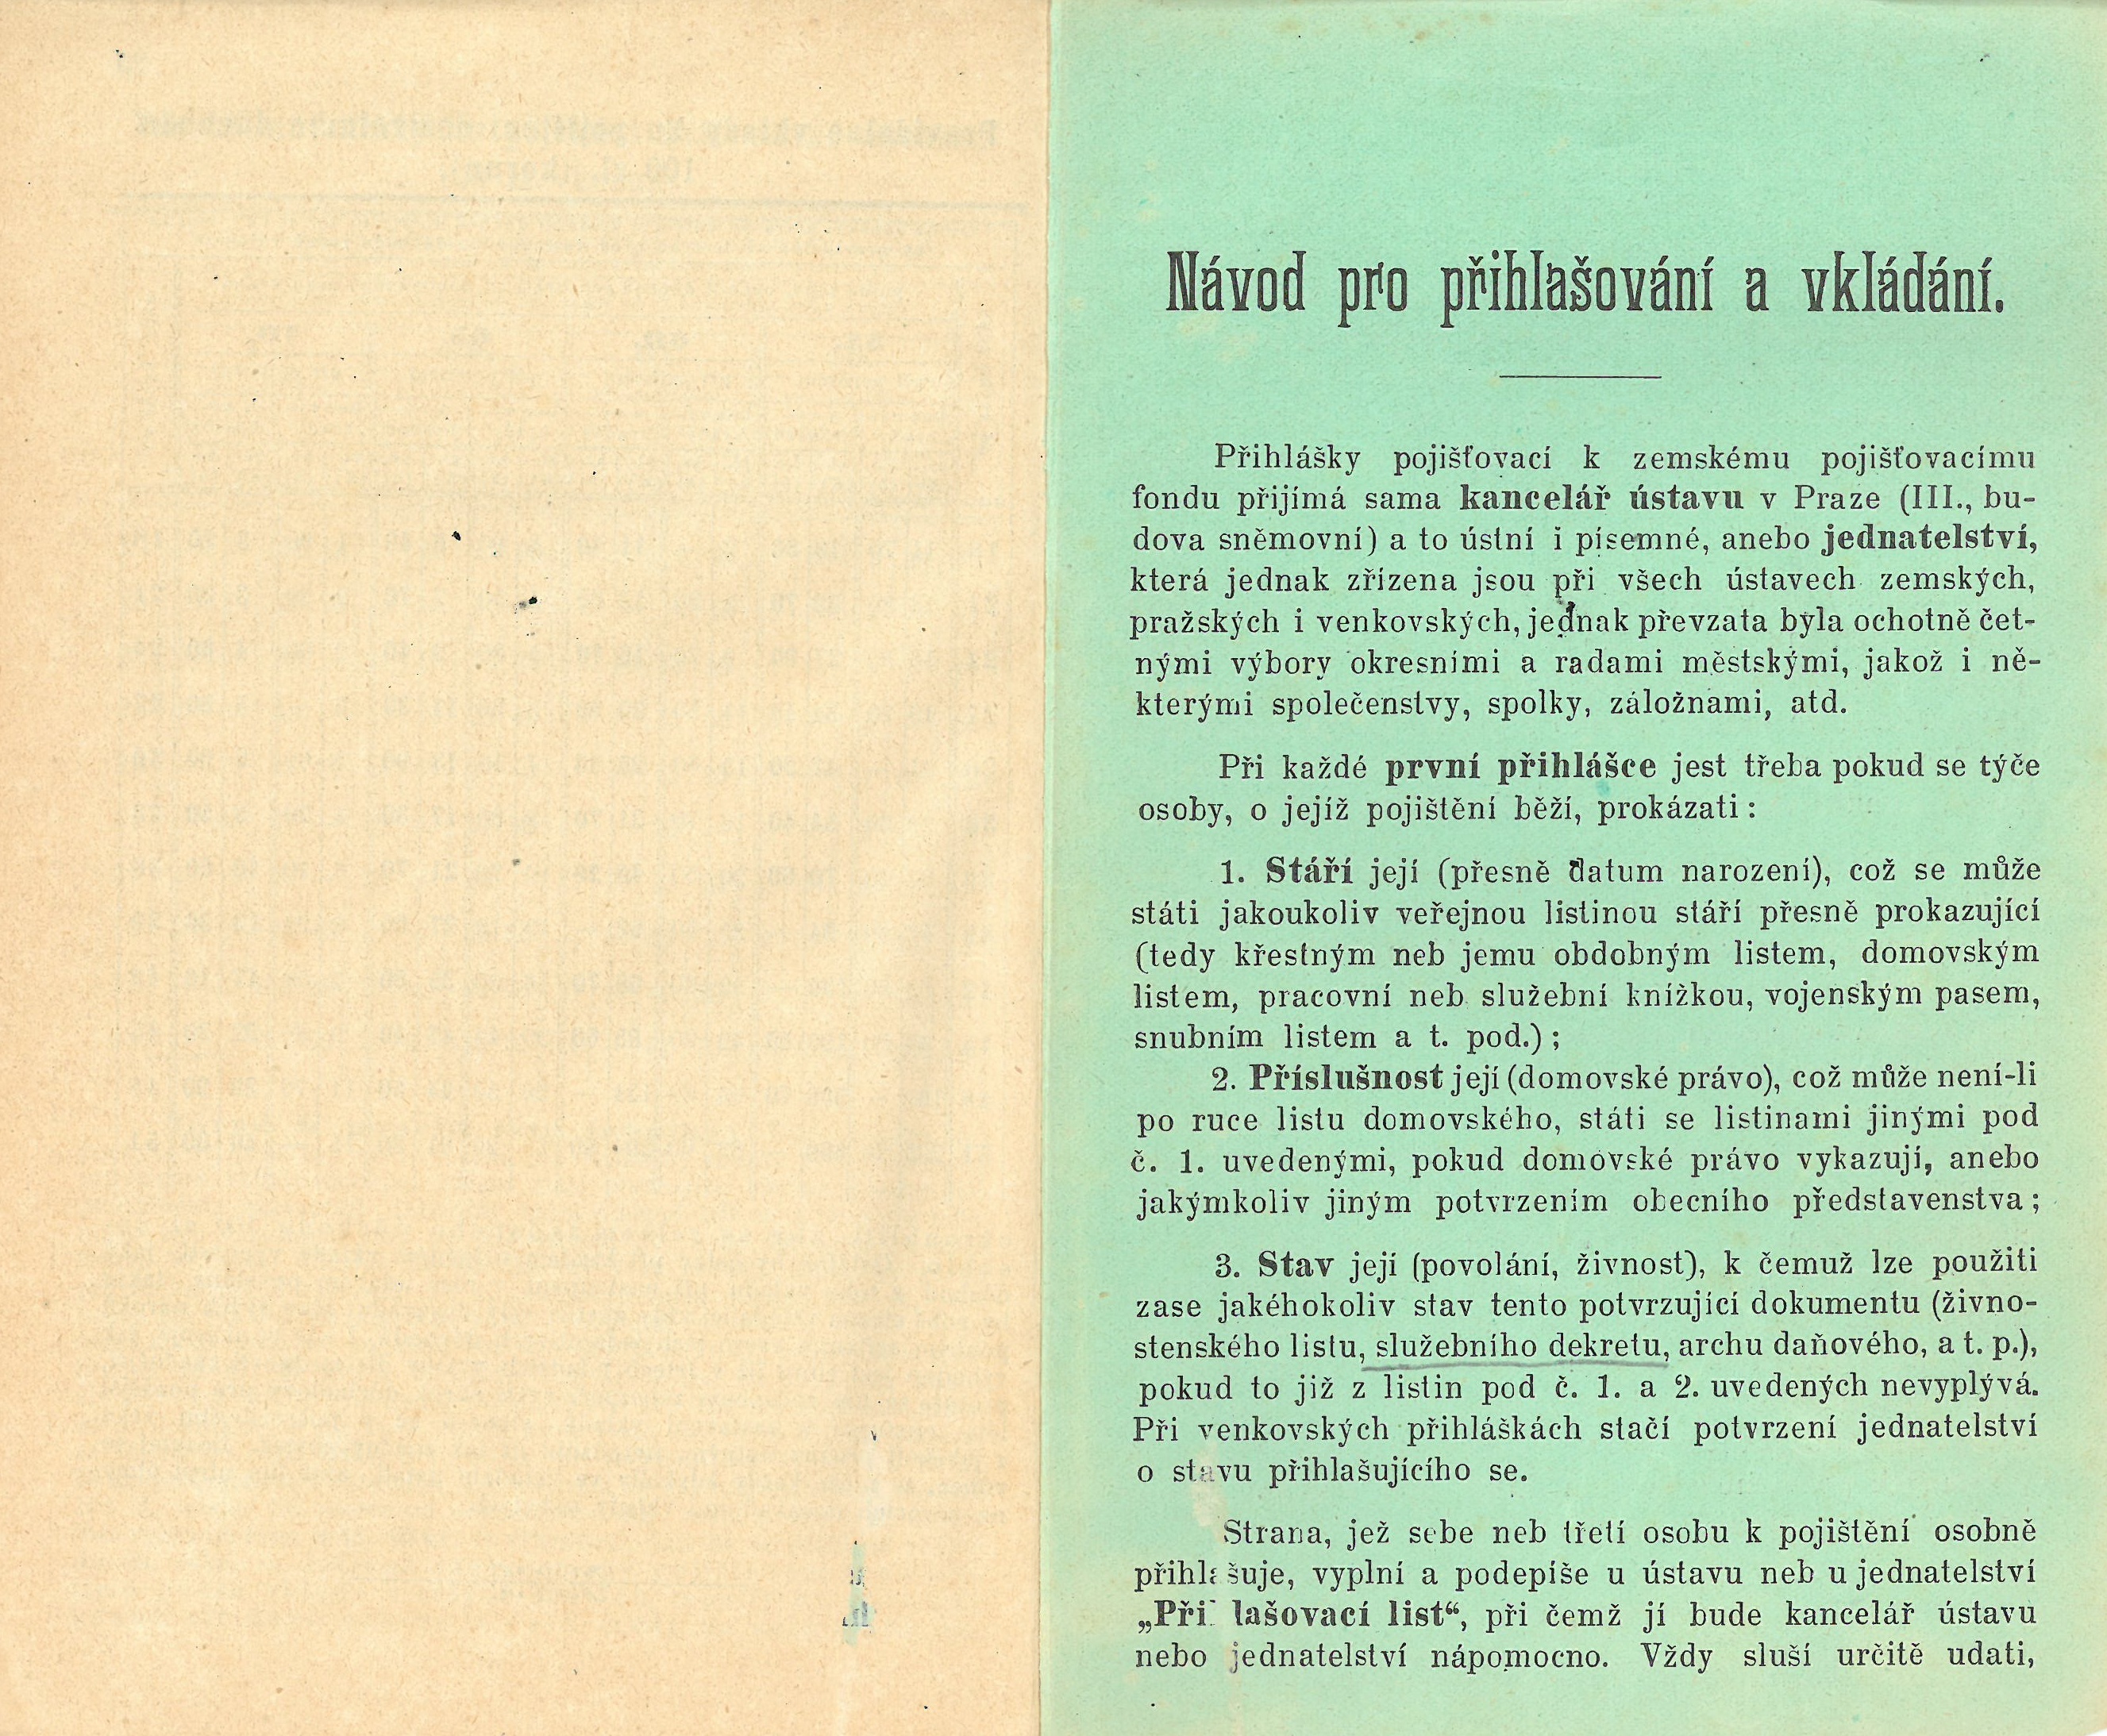 Návod pro přihlašování a vkládání.
Přihlášky pojišťovací k zemskému pojišťovacímu
fondu přijímá sama kancelář ústavu v Praze (III., bu-
dova sněmovní) a to ústní i písemné, anebo jednatelství,
která jednak zřízena jsou při všech ústavech zemských,
pražských i venkovských, jednak převzata byla ochotně čet-
nými výbory okresními a radami městskými, jakož i ně-
kterými společenstvy, spolky, záložnami, atd.
Při každé první přihlášce jest třeba pokud se týče
osoby, o jejíž pojištění běží, prokázati:
1. Stáří její (přesně datum narození), což se může
státi jakoukoliv veřejnou listinou stáří přesně prokazující
(tedy křestným neb jemu obdobným listem, domovským
listem, pracovní neb služební knížkou, vojenským pasem,
snubním listem a t. pod.);
2. Příslušnost její (domovské právo), což může není-li
po ruce listu domovského, státi se listinami jinými pod
č. 1. uvedenými, pokud domovské právo vykazují, anebo
jakýmkoliv jiným potvrzením obecního představenstva;
3. Stav její (povolání, živnost), k čemuž lze použiti
zase jakéhokoliv stav tento potvrzující dokumentu (živno-
stenského listu, služebního dekretu, archu daňového, a t. p.),
pokud to již z listin pod č. 1. a 2. uvedených nevyplývá.
Při venkovských přihláškách stačí potvrzení jednatelství
o stavu přihlašujícího se.
Strana, jež sebe neb třetí osobu k pojištění osobně
přihlašuje, vyplní a podepíše u ústavu neb u jednatelství
„Přihlašovací list“, při čemž jí bude kancelář ústavu
nebo jednatelství nápomocno. Vždy sluší určitě udati,